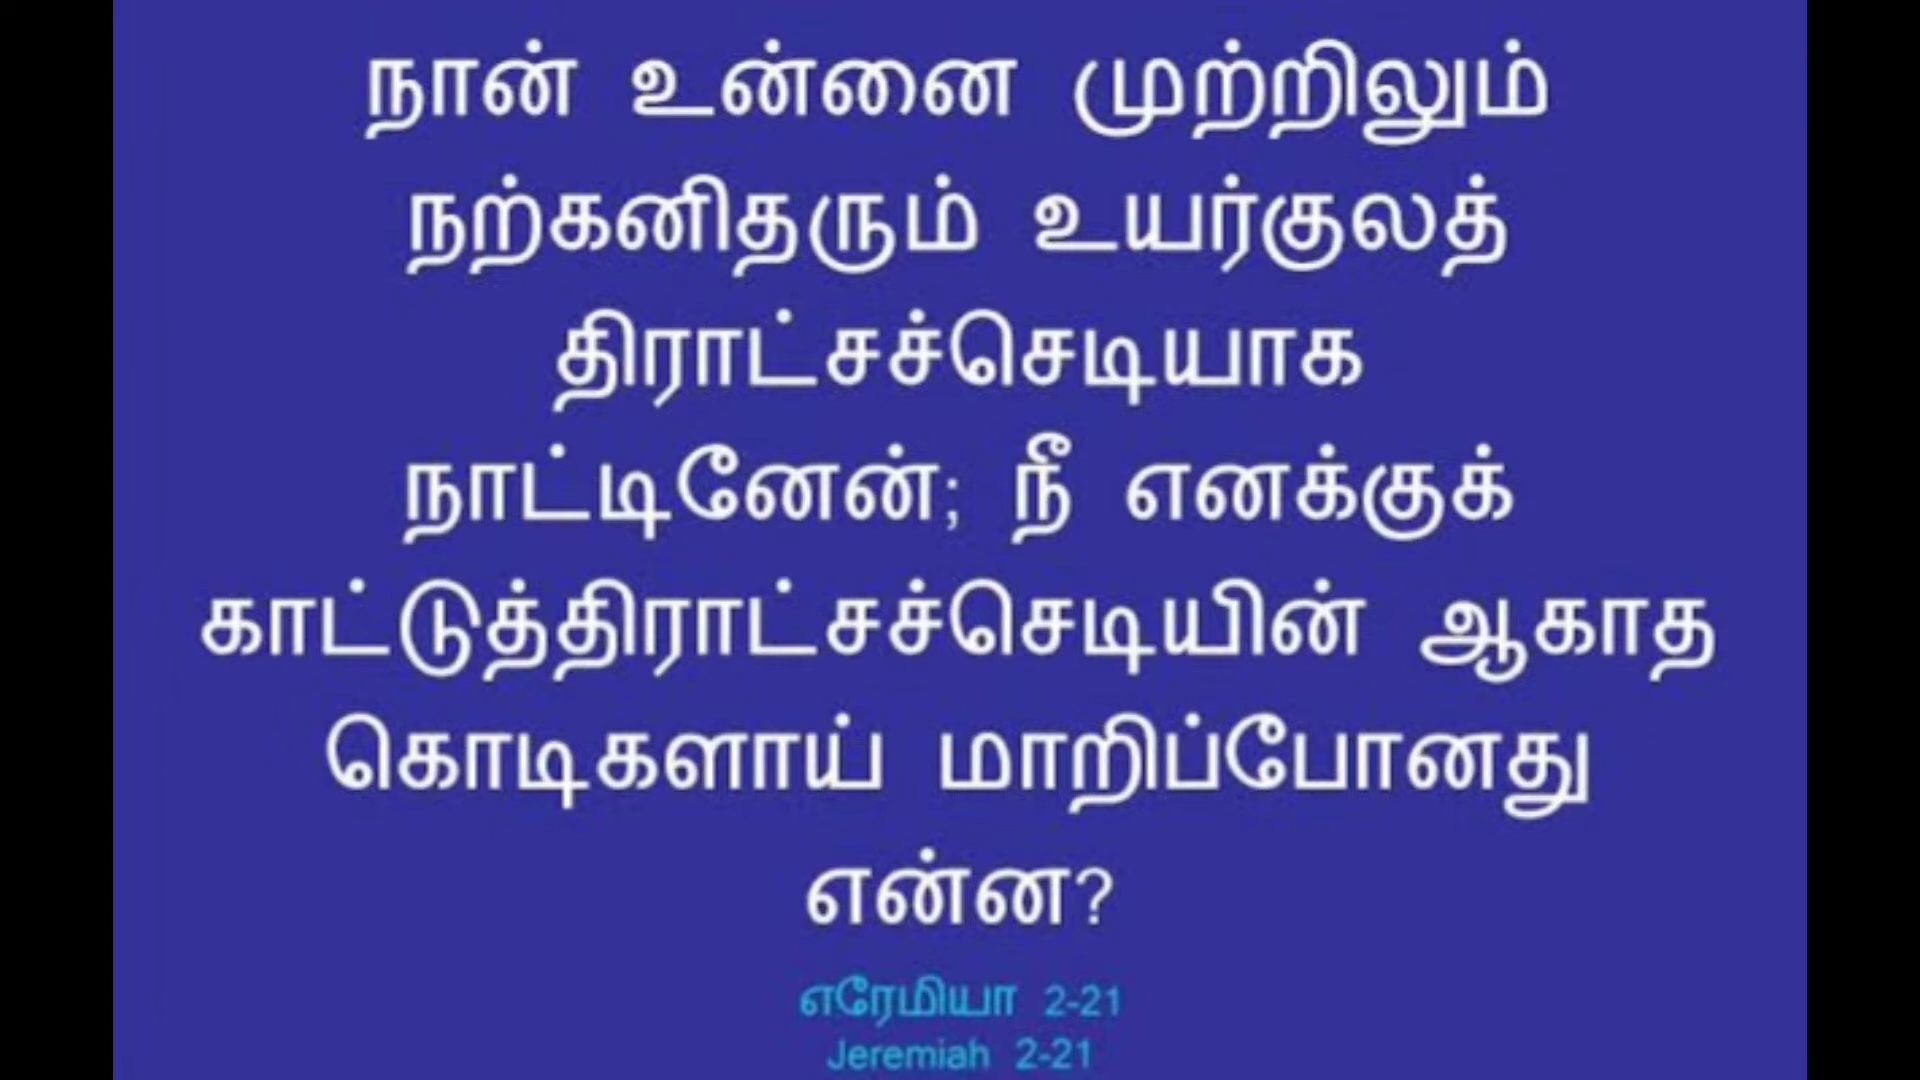 நான் உன்னை முற்றிலும்
நற்கனிதரும் உயர்குலத்
திராட்சச்செடியாக
நாட்டினேன்; நீ எனக்குக்
காட்டுத்திராட்சச்செடியின் ஆகாத
கொடிகளாய் மாறிப்போனது
என்ன?
எரேமியா 2-21
Jeremiah 2-21